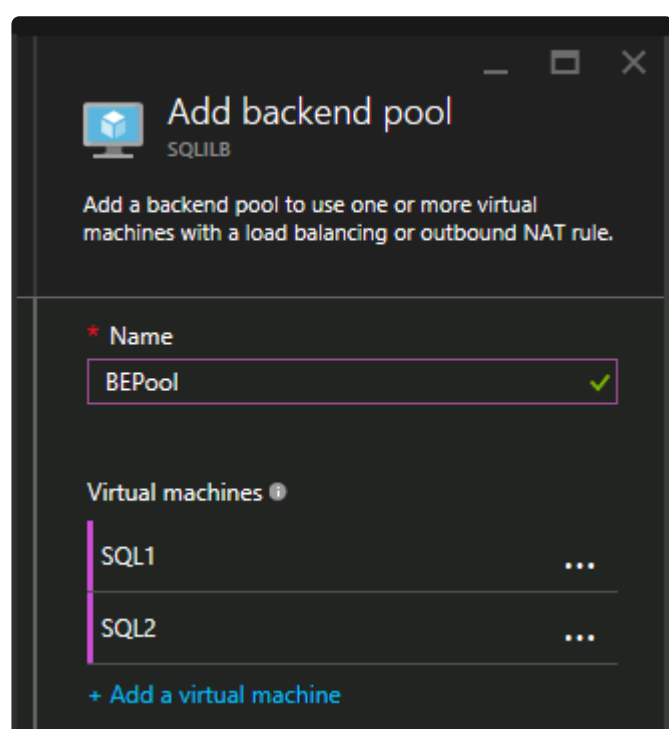 Add backend pool
SQLILB
Add a backend pool to use one or more virtual
machines with a load balancing or outbound NAT rule.
* Name
BEPool
Virtual machines
SQL1
...
SQL2
...
+ Add a virtual machine